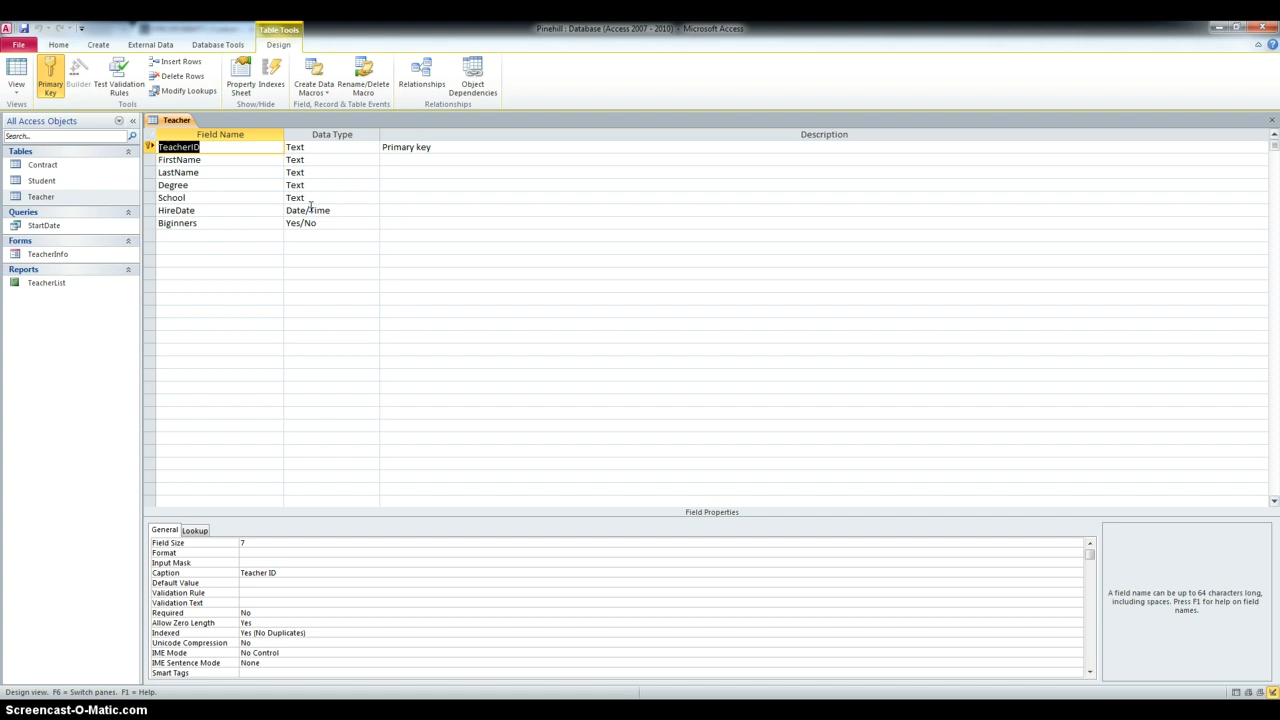 Pinehill : Database (Access 2007 - 2010) - Microsoft Access
Table Tools
File Home Create External Data Database Tools Design
View
Primary Key
Builder
Test Validation Rules
Insert Rows
Delete Rows
Modify Lookups
Property Sheet
Indexes
Create Data Macros
Rename/Delete Macro
Relationships
Object Dependencies
Views Tools Show/Hide Field, Record & Table Events Relationships
All Access Objects
Search...
Tables
Contract
Student
Teacher
Queries
StartDate
Forms
TeacherInfo
Reports
TeacherList
Teacher
Field Name Data Type Description
TeacherID Text Primary key
FirstName Text
LastName Text
Degree Text
School Text
HireDate Date/Time
Biginners Yes/No
Field Properties
General Lookup
Field Size 7
Format
Input Mask
Caption Teacher ID
Default Value
Validation Rule
Validation Text
Required No
Allow Zero Length Yes
Indexed Yes (No Duplicates)
Unicode Compression No
IME Mode No Control
IME Sentence Mode None
Smart Tags
A field name can be up to 64 characters long,
including spaces. Press F1 for help on field
names.
Design view. F6 = Switch panes. F1 = Help.
Screencast-O-Matic.com